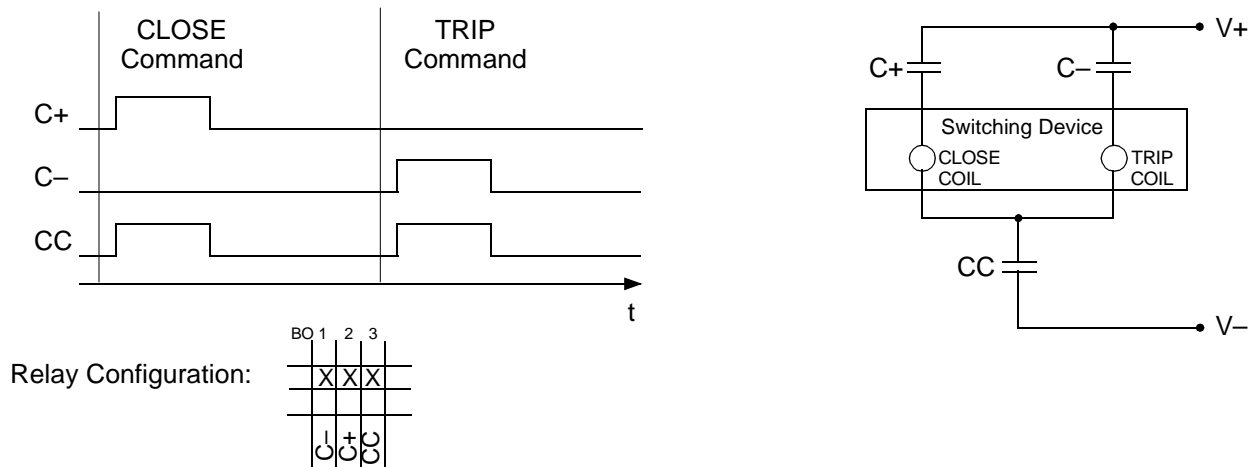 CLOSE
Command
TRIP
Command
C+
C–
CC
t
V+
C+
C–
Switching Device
CLOSE
COIL
TRIP
COIL
CC
V–
BO 1 2 3
Relay Configuration:
X X X
C– C+ CC